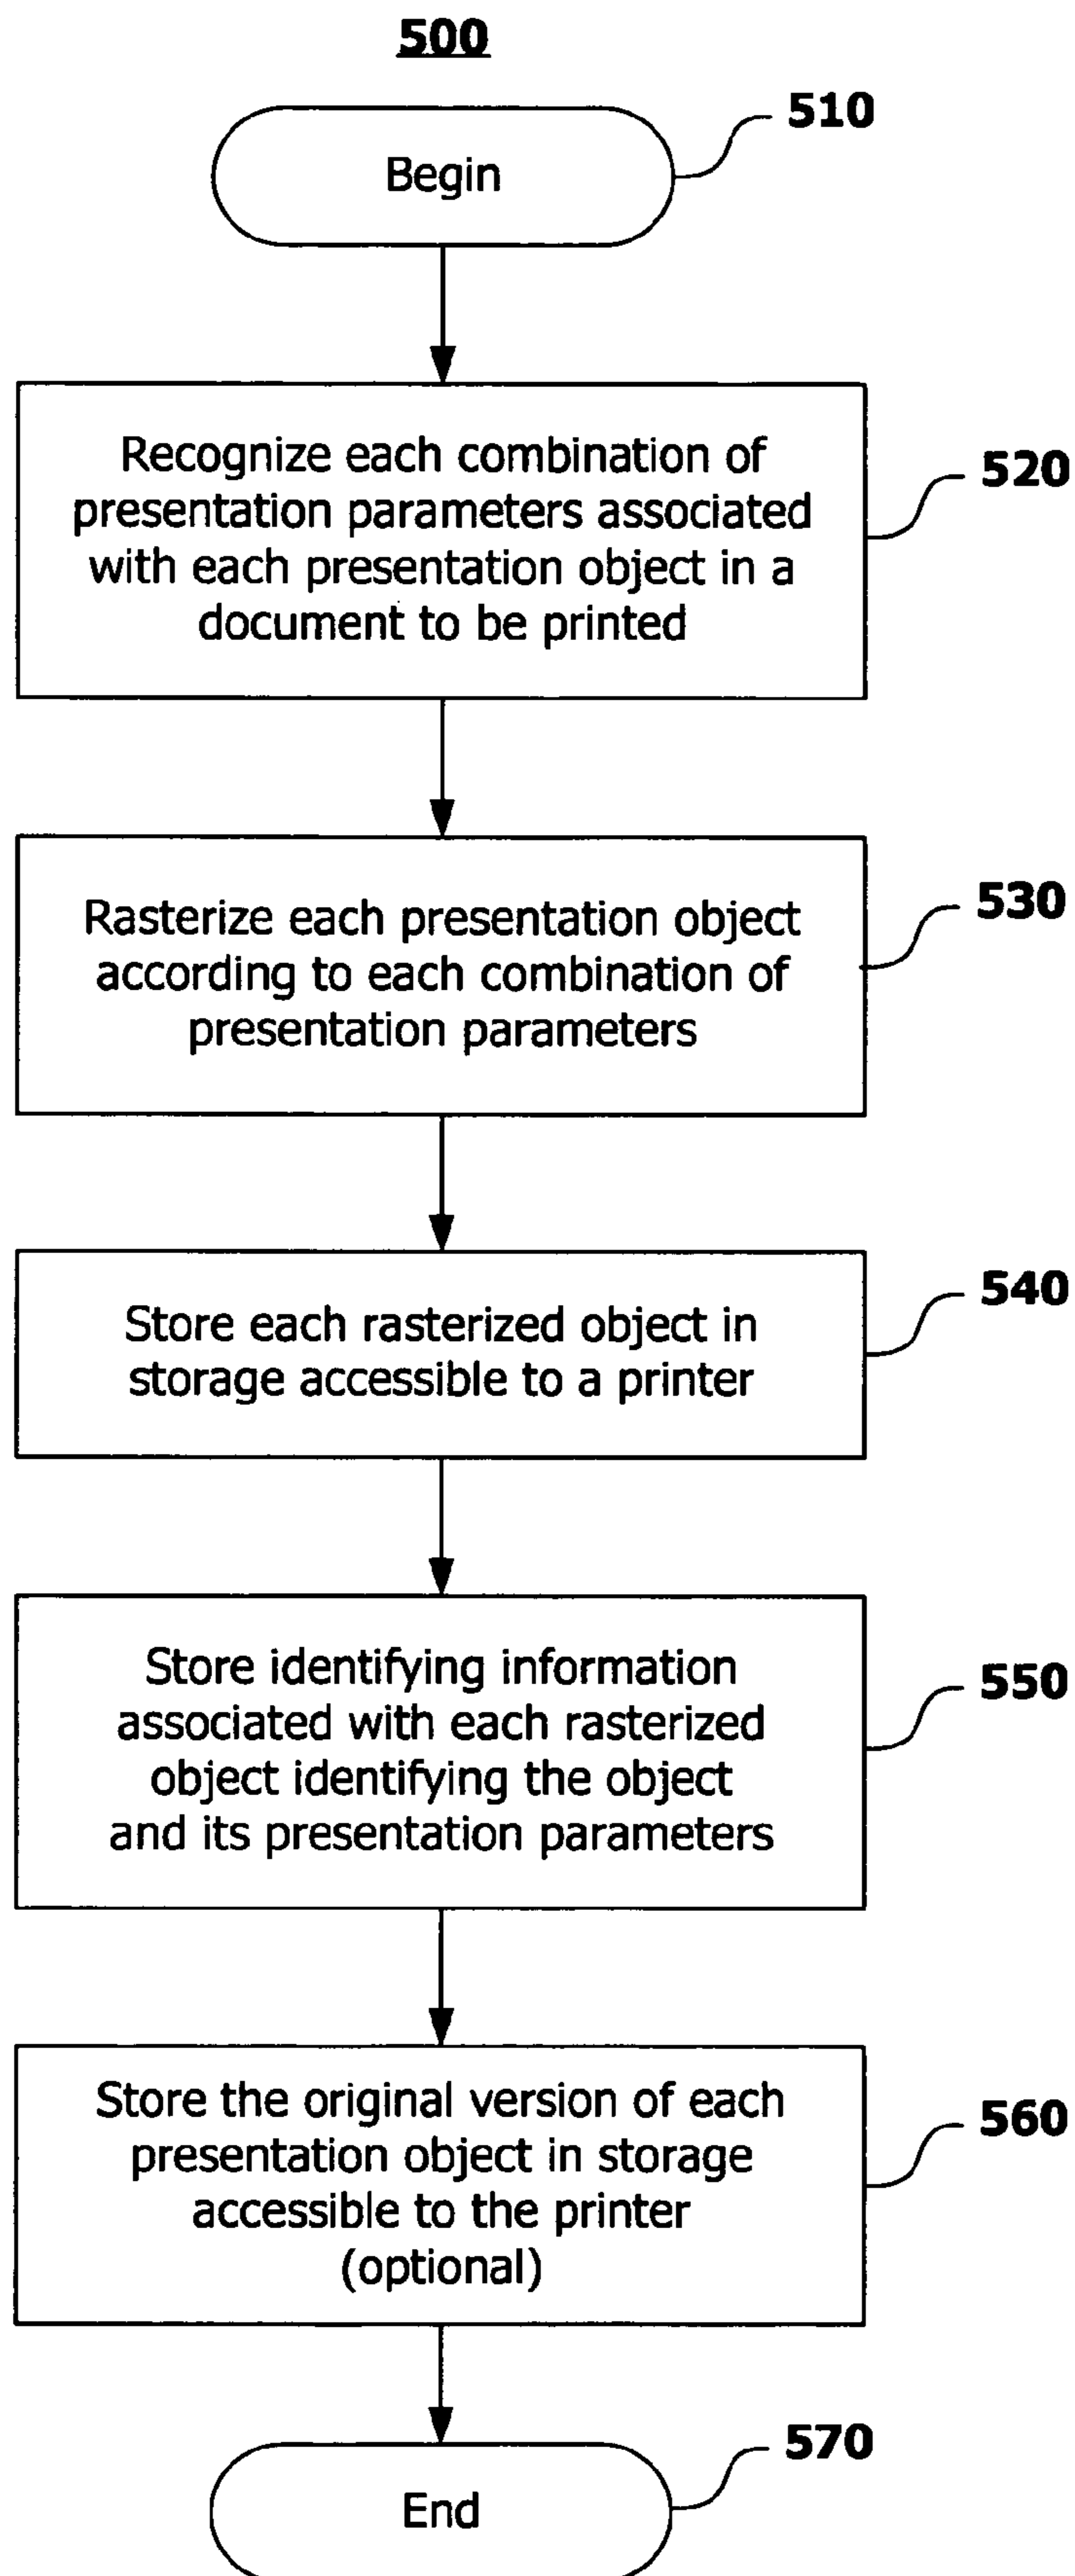 500
510
Begin
Recognize each combination of
presentation parameters associated
with each presentation object in a
document to be printed
520
Rasterize each presentation object
according to each combination of
presentation parameters
530
Store each rasterized object in
storage accessible to a printer
540
Store identifying information
associated with each rasterized
object identifying the object
and its presentation parameters
550
Store the original version of each
presentation object in storage
accessible to the printer
(optional)
560
570
End